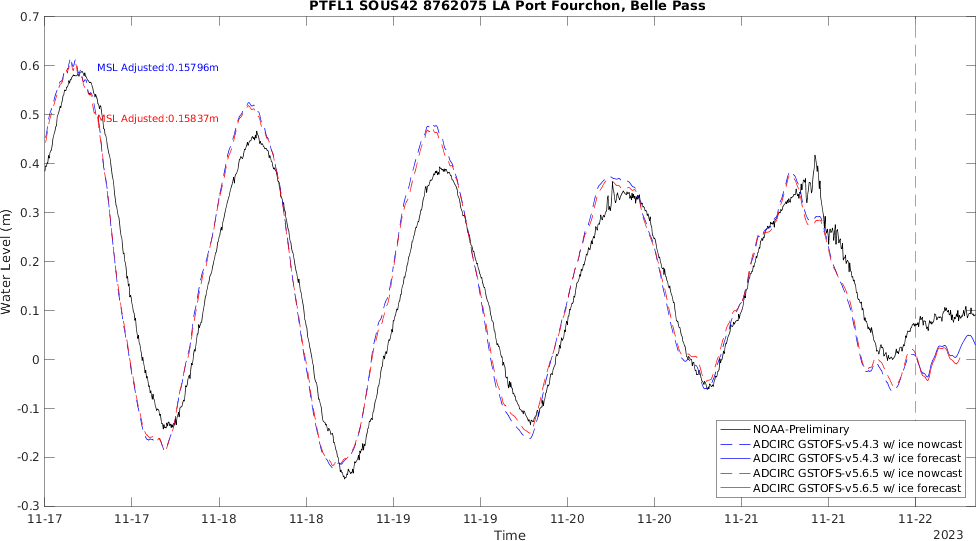 PTFL1 SOUS42 8762075 LA Port Fourchon, Belle Pass
0.7
0.6
0.5
0.4
0.3
0.2
0.1
0
-0.1
-0.2
-0.3
Water Level (m)
MSL Adjusted:0.15796m
MSL Adjusted:0.15837m
NOAA-Preliminary
ADCIRC GSTOFS-v5.4.3 w/ ice nowcast
ADCIRC GSTOFS-v5.4.3 w/ ice forecast
ADCIRC GSTOFS-v5.6.5 w/ ice nowcast
ADCIRC GSTOFS-v5.6.5 w/ ice forecast
11-17 11-17 11-18 11-18 11-19 11-19 11-20 11-20 11-21 11-21 11-22
Time
2023